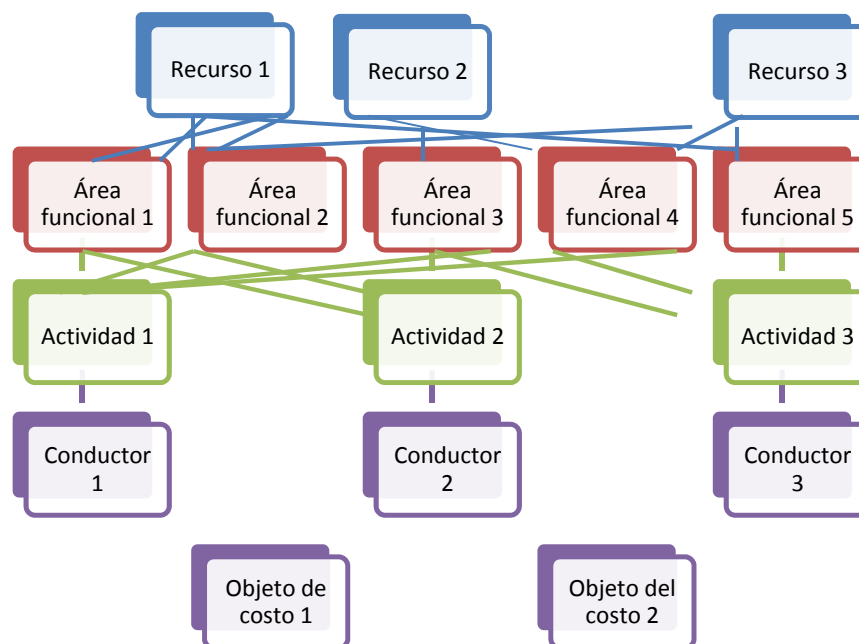 Recurso 1
Recurso 2
Recurso 3
Área
funcional 1
Área
funcional 2
Área
funcional 3
Área
funcional 4
Área
funcional 5
Actividad 1
Actividad 2
Actividad 3
Conductor
1
Conductor
2
Conductor
3
Objeto de
costo 1
Objeto del
costo 2